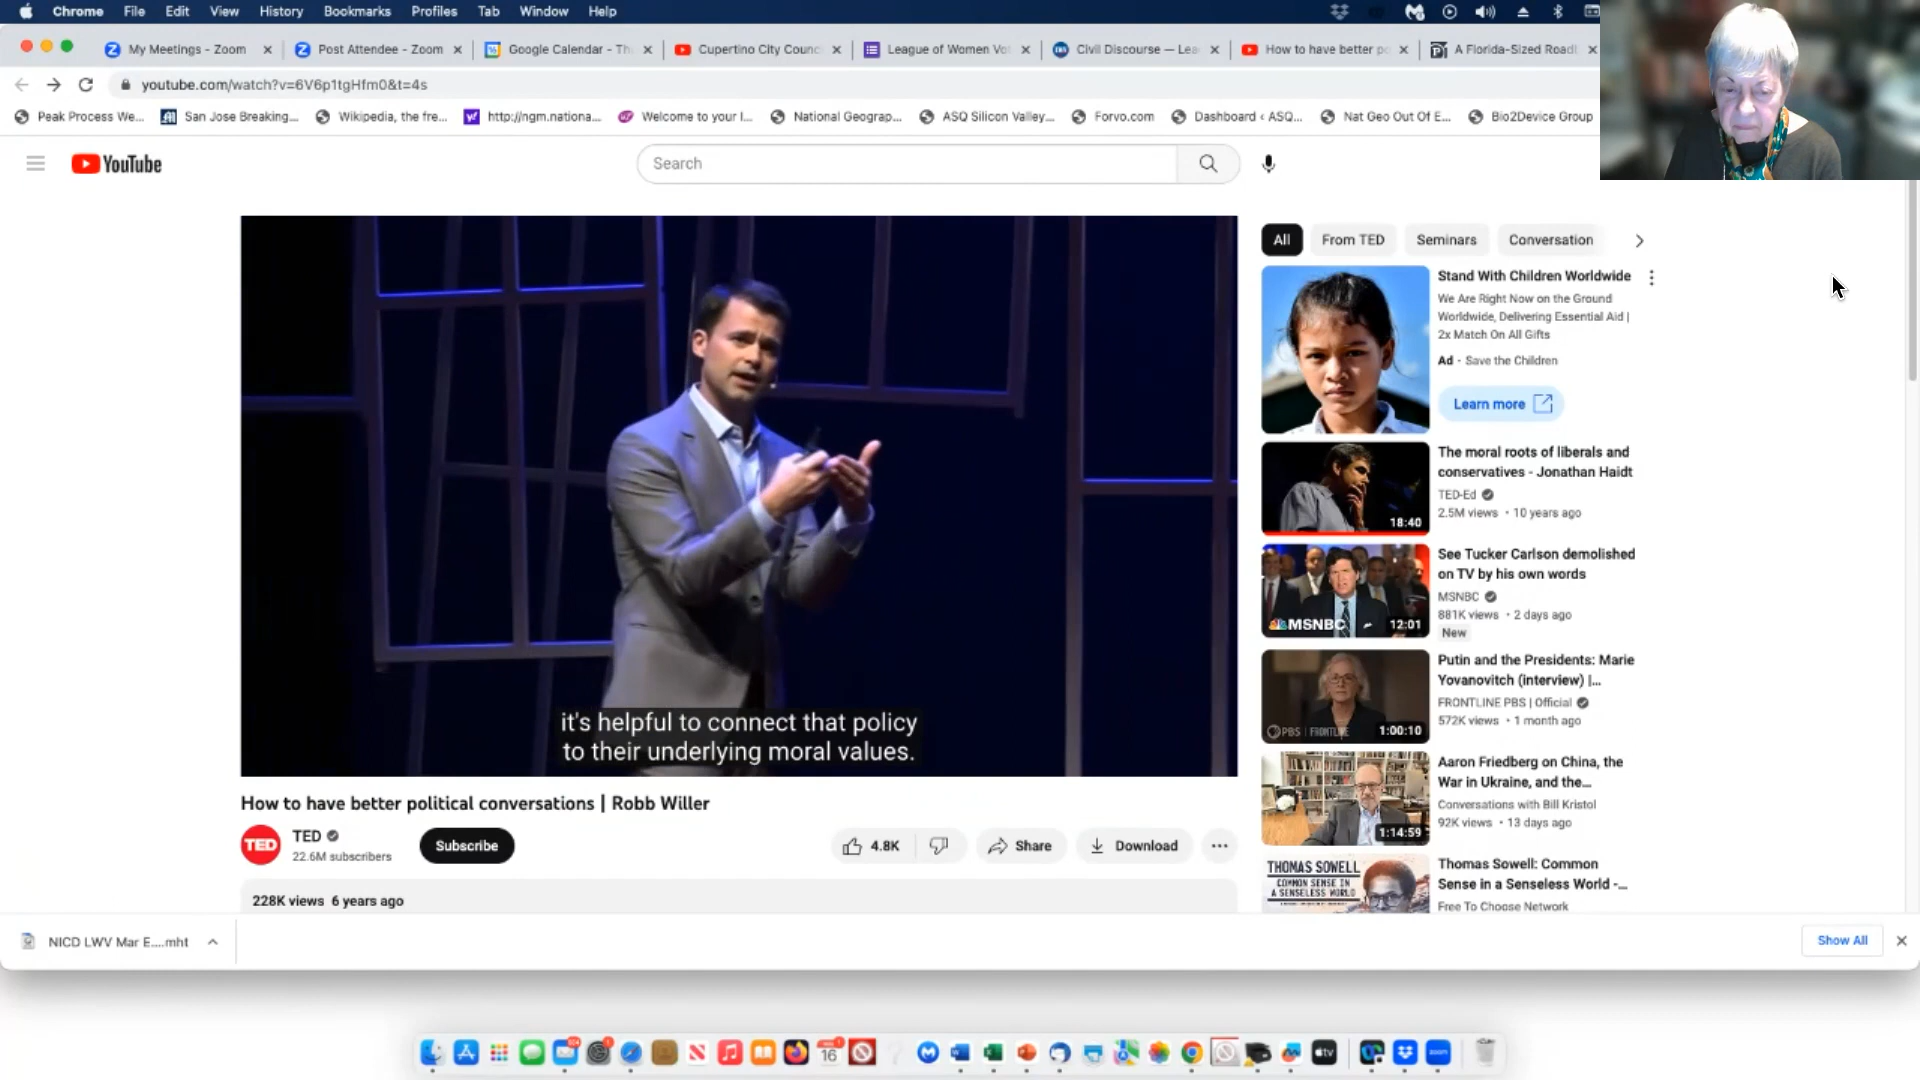 Chrome File Edit View History Bookmarks Profiles Tab Window Help
My Meetings - Zoom
Post Attendee - Zoom
Google Calendar - Th
Cupertino City Counc
League of Women Vo
Civil Discourse — Lea
How to have better po
A Florida-Sized Road
youtube.com/watch?v=6V6p1tgHfm0&t=4s
Peak Process We...
San Jose Breaking...
Wikipedia, the fre...
http://ngm.nationa...
Welcome to your I...
National Geograp...
ASQ Silicon Valley...
Forvo.com
Dashboard ‹ ASQ...
Nat Geo Out Of E...
Bio2Device Group
YouTube
Search
it's helpful to connect that policy
to their underlying moral values.
How to have better political conversations | Robb Willer
TED
TED
22.6M subscribers
Subscribe
4.8K
Share
Download
228K views 6 years ago
All From TED Seminars Conversation
Stand With Children Worldwide
We Are Right Now on the Ground
Worldwide, Delivering Essential Aid |
2x Match On All Gifts
Ad - Save the Children
Learn more
18:40
The moral roots of liberals and
conservatives - Jonathan Haidt
TED-Ed
2.5M views • 10 years ago
MSNBC 12:01
See Tucker Carlson demolished
on TV by his own words
MSNBC
881K views • 2 days ago
New
PBS | FRONTLINE 1:00:10
Putin and the Presidents: Marie
Yovanovitch (interview) |...
FRONTLINE PBS | Official
572K views • 1 month ago
1:14:59
Aaron Friedberg on China, the
War in Ukraine, and the...
Conversations with Bill Kristol
92K views • 13 days ago
THOMAS SOWELL
COMMON SENSE IN
A SENSELESS WORLD
Thomas Sowell: Common
Sense in a Senseless World -...
Free To Choose Network
NICD LWV Mar E....mht
Show All
16
tv
zoom